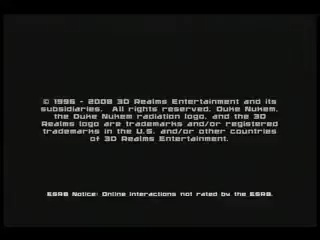 © 1996 - 2008 3D Realms Entertainment and its
subsidiaries. All rights reserved. Duke Nukem,
the Duke Nukem radiation logo, and the 3D
Realms logo are trademarks and/or registered
trademarks in the U.S. and/or other countries
of 3D Realms Entertainment.
ESRB Notice: Online interactions not rated by the ESRB.